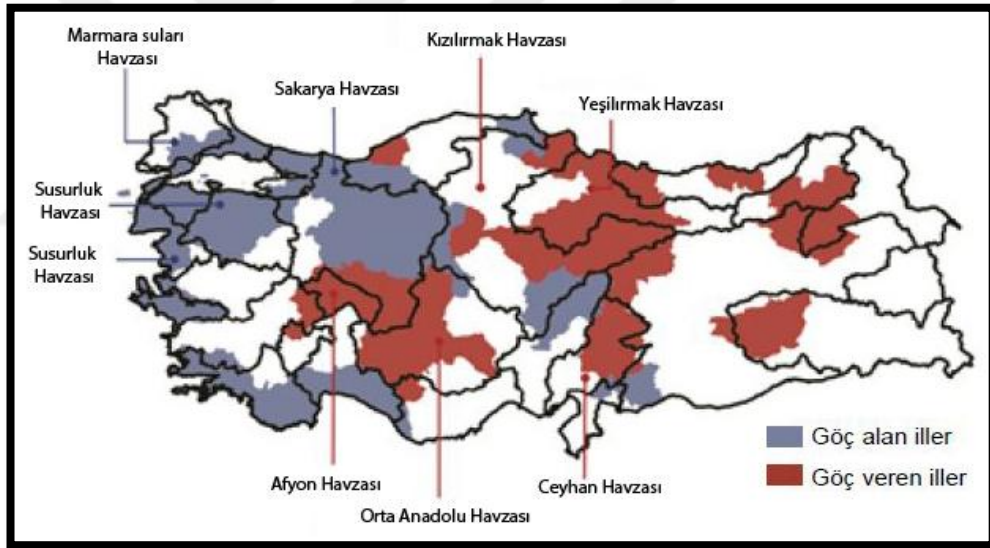 Marmara suları
Havzası
Kızılırmak Havzası
Sakarya Havzası
Yeşilırmak Havzası
Susurluk
Havzası
Susurluk
Havzası
Göç alan iller
Göç veren iller
Afyon Havzası
Ceyhan Havzası
Orta Anadolu Havzası